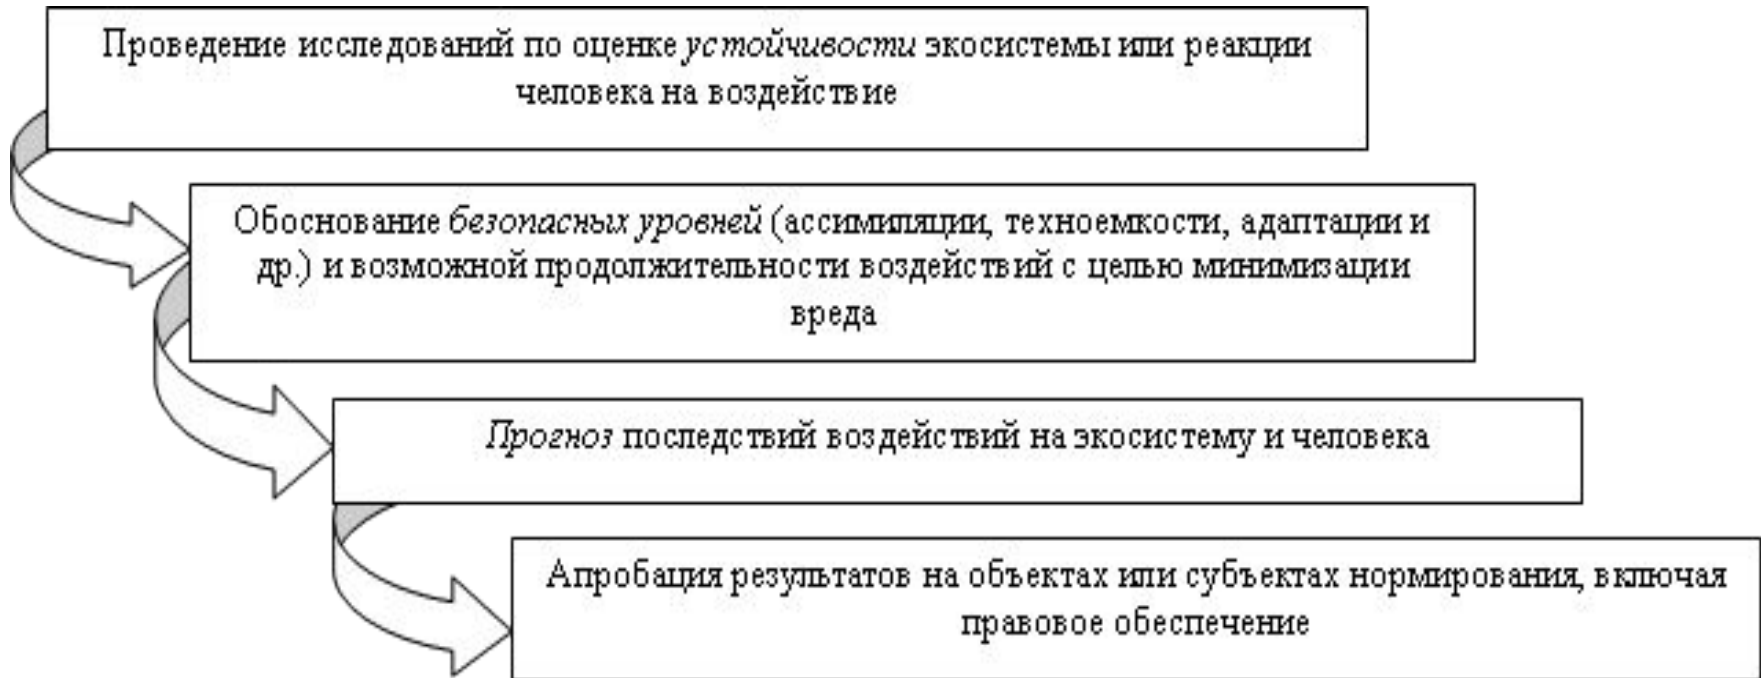 Проведение исследований по оценке устойчивости экосистемы или реакции
человека на воздействие
Обоснование безопасных уровней (ассимиляции, техноемкости, адаптации и
др.) и возможной продолжительности воздействий с целью минимизации
вреда
Прогноз последствий воздействий на экосистему и человека
Апробация результатов на объектах или субъектах нормирования, включая
правовое обеспечение